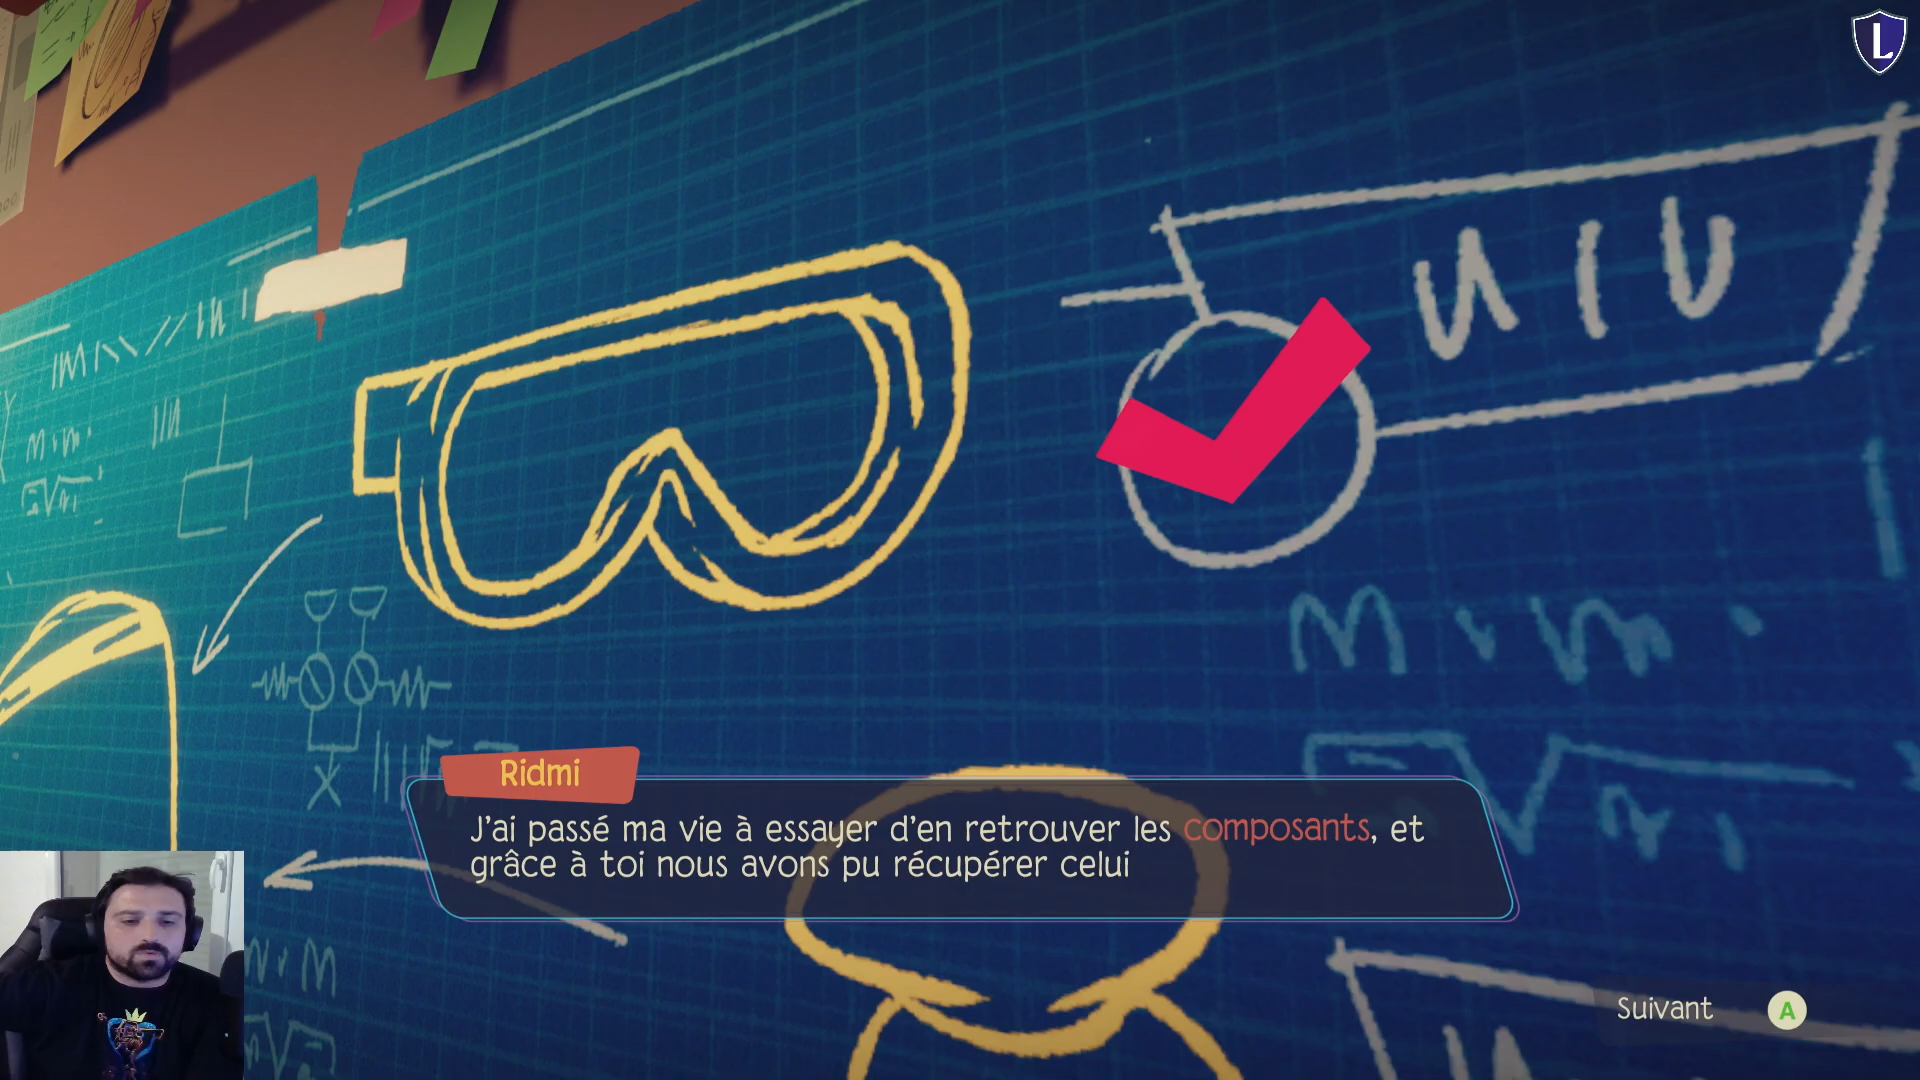 L
Ridmi
J'ai passé ma vie à essayer d'en retrouver les composants, et
grâce à toi nous avons pu récupérer celui
Suivant
A